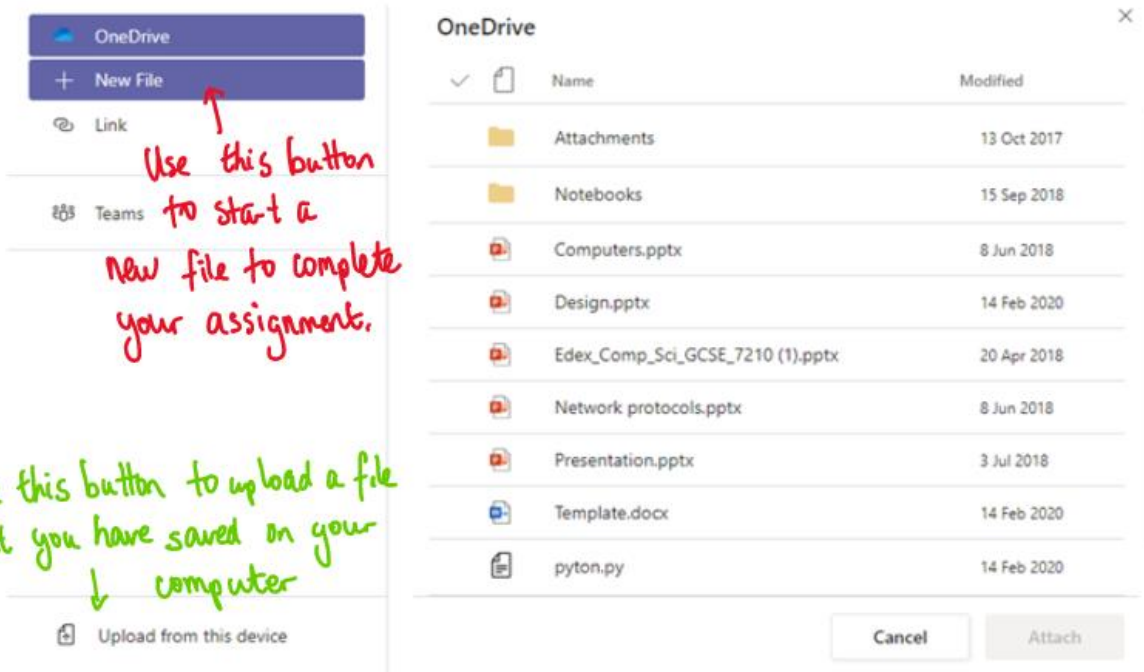 OneDrive
New File
Link
Use this button
to start a
new file to complete
your assignment.
Teams
this button to upload a file
you have saved on your
computer
Upload from this device
OneDrive
Name Modified
Attachments 13 Oct 2017
Notebooks 15 Sep 2018
Computers.pptx 8 Jun 2018
Design.pptx 14 Feb 2020
Edex_Comp_Sci_GCSE_7210 (1).pptx 20 Apr 2018
Network protocols.pptx 8 Jun 2018
Presentation.pptx 3 Jul 2018
Template.docx 14 Feb 2020
pyton.py 14 Feb 2020
Cancel Attach